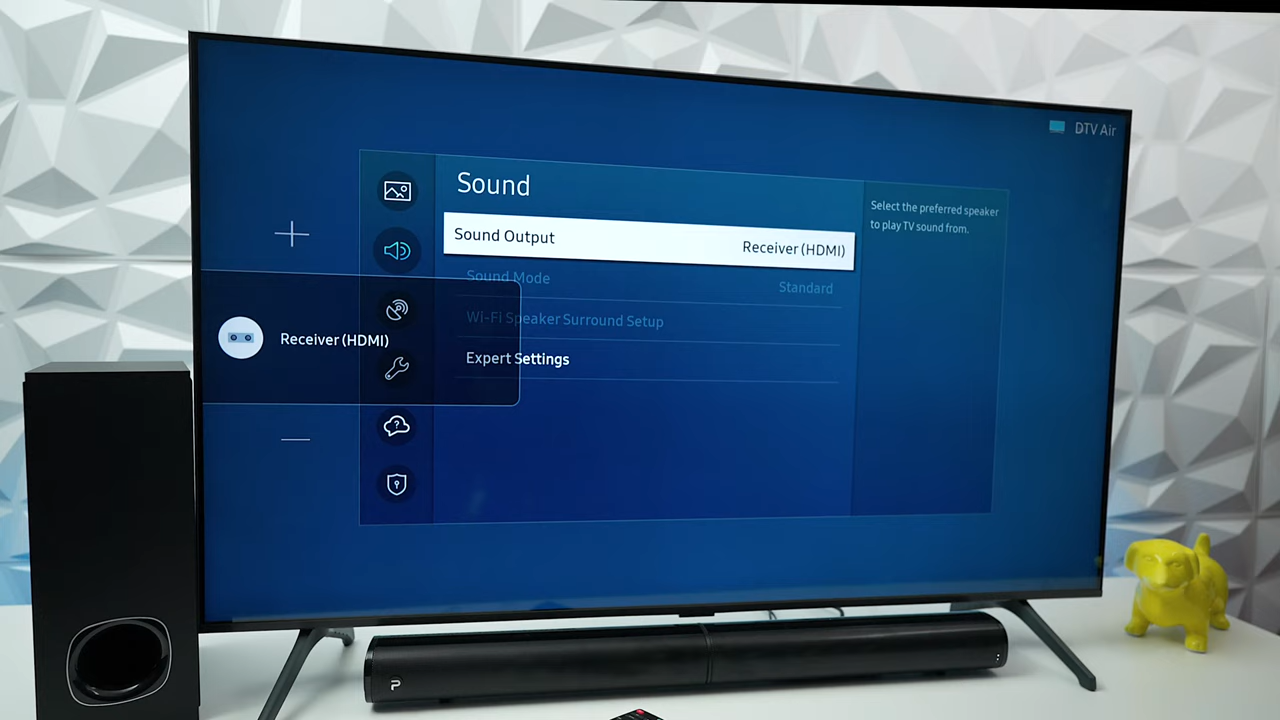 DTV Air
Sound
Select the preferred speaker
to play TV sound from.
Sound Output
Receiver (HDMI)
Sound Mode
Standard
Wi-Fi Speaker Surround Setup
Receiver (HDMI)
Expert Settings